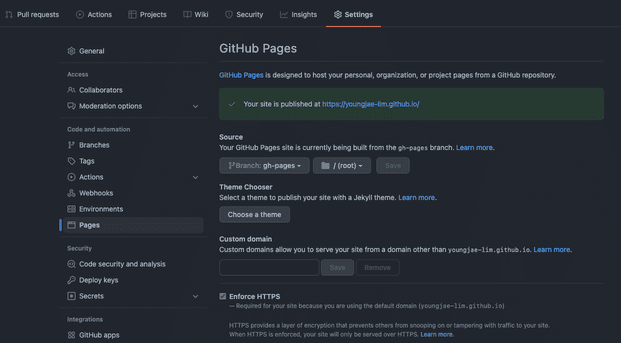 Pull requests
Actions
Projects
Wiki
Security
Insights
Settings
General
Access
Collaborators
Moderation options
Code and automation
Branches
Tags
Actions
Webhooks
Environments
Pages
Security
Code security and analysis
Deploy keys
Secrets
Integrations
GitHub apps
GitHub Pages
GitHub Pages is designed to host your personal, organization, or project pages from a GitHub repository.
Your site is published at https://youngjae-lim.github.io/
Source
Your GitHub Pages site is currently being built from the gh-pages branch. Learn more.
Branch: gh-pages
/ (root)
Save
Theme Chooser
Select a theme to publish your site with a Jekyll theme. Learn more.
Choose a theme
Custom domain
Custom domains allow you to serve your site from a domain other than youngjae-lim.github.io. Learn more.
Save
Remove
Enforce HTTPS
— Required for your site because you are using the default domain (youngjae-lim.github.io)
HTTPS provides a layer of encryption that prevents others from snooping on or tampering with traffic to your site.
When HTTPS is enforced, your site will only be served over HTTPS. Learn more.